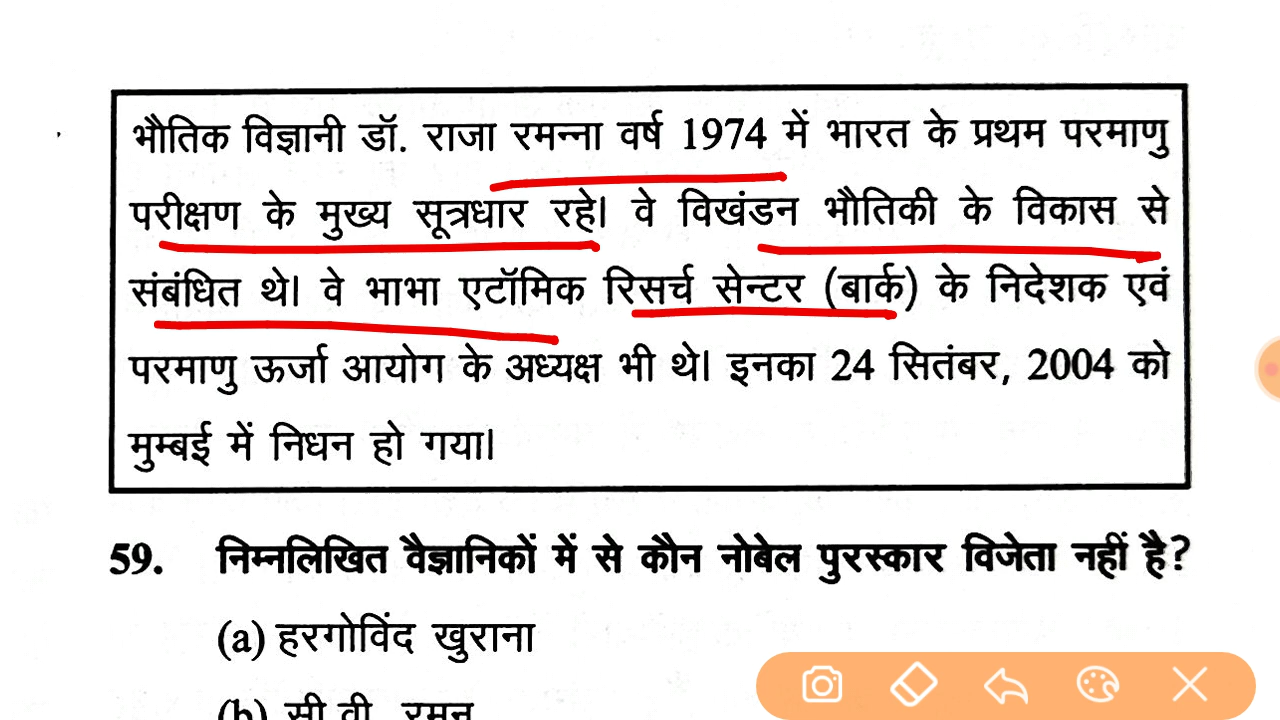 भौतिक विज्ञानी डॉ. राजा रमन्ना वर्ष 1974 में भारत के प्रथम परमाणु
परीक्षण के मुख्य सूत्रधार रहे। वे विखंडन भौतिकी के विकास से
संबंधित थे। वे भाभा एटॉमिक रिसर्च सेन्टर (बार्क) के निदेशक एवं
परमाणु ऊर्जा आयोग के अध्यक्ष भी थे। इनका 24 सितंबर, 2004 को
मुम्बई में निधन हो गया।
59. निम्नलिखित वैज्ञानिकों में से कौन नोबेल पुरस्कार विजेता नहीं है?
(a) हरगोविंद खुराना
(b) सी.वी. रमन